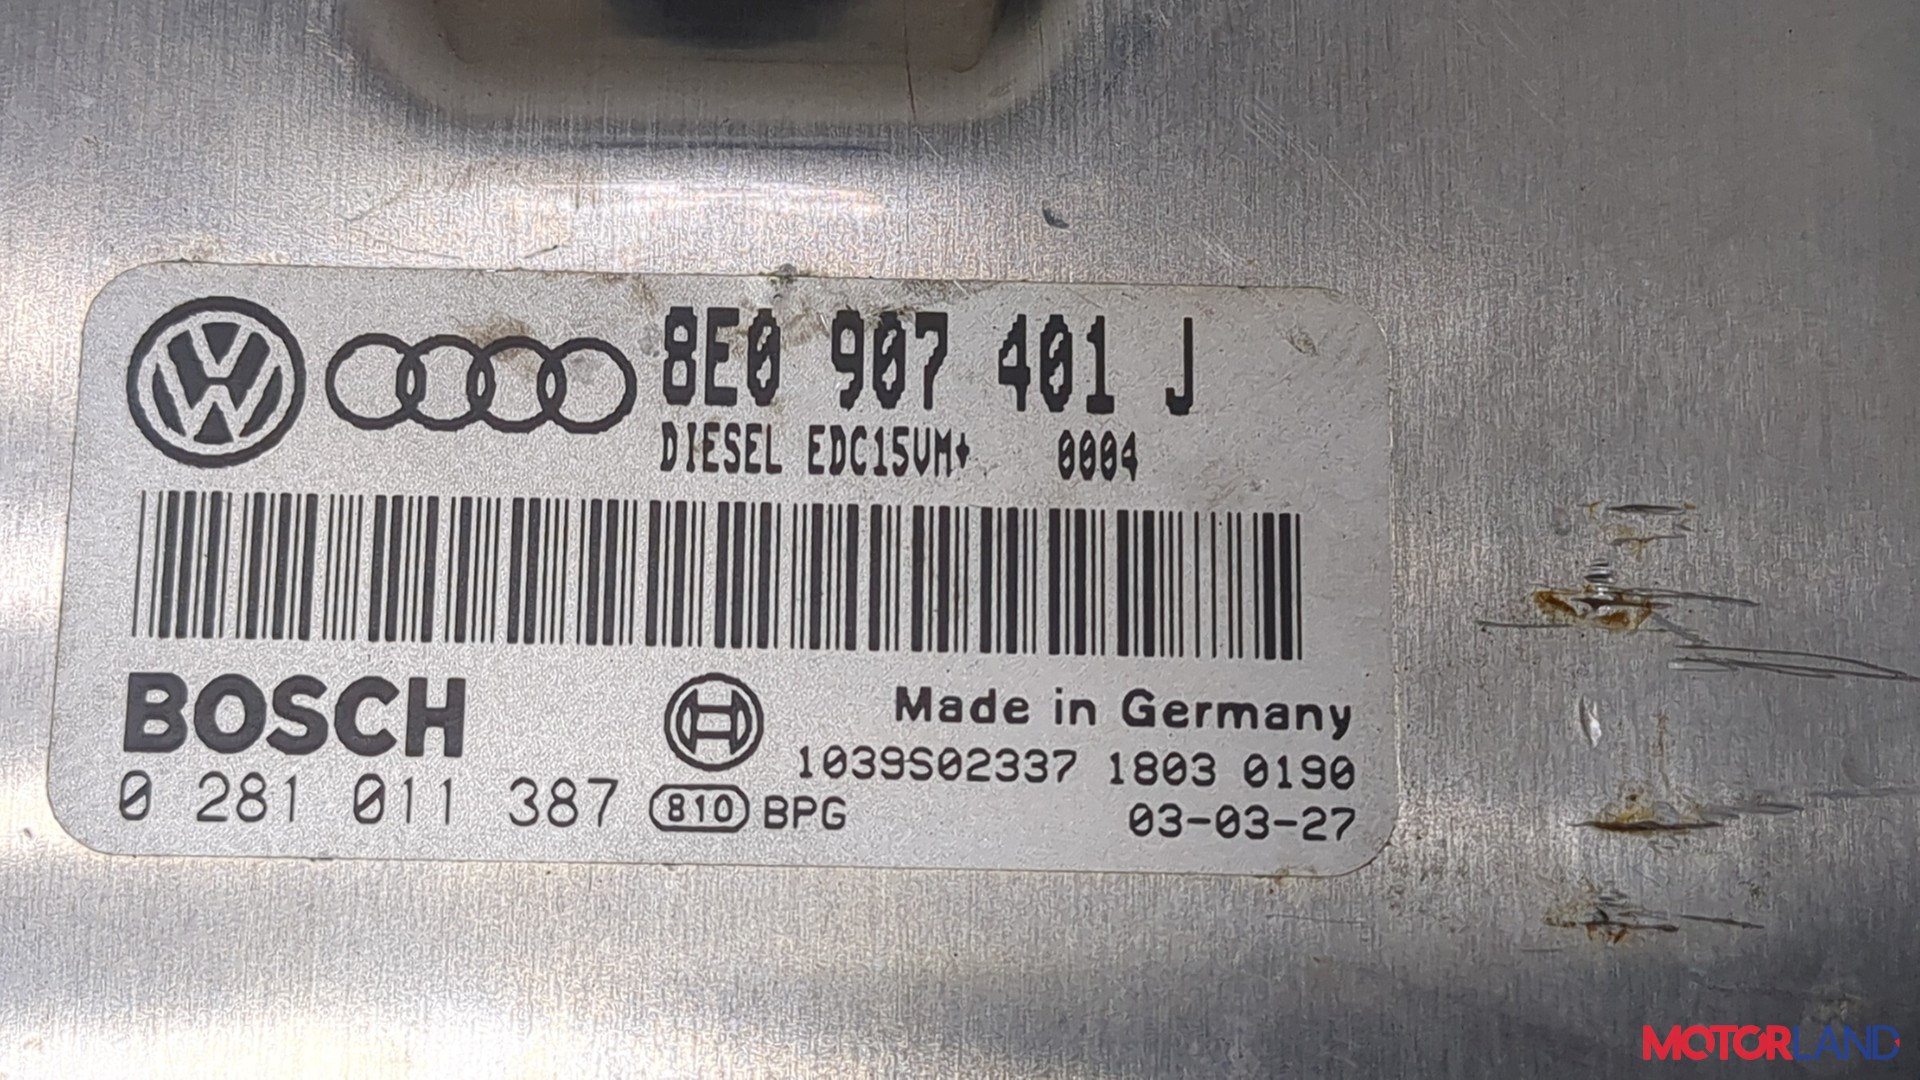 8E0 907 401 J
DIESEL EDC15VM+ 0004
BOSCH
Made in Germany
1039S02337 1803 0190
0 281 011 387 810 BPG 03-03-27
MOTORLAND